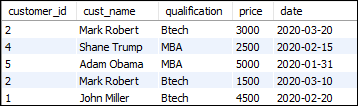 customer_id cust_name qualification price date
2 Mark Robert Btech 3000 2020-03-20
4 Shane Trump MBA 2500 2020-02-15
5 Adam Obama MBA 5000 2020-01-31
2 Mark Robert Btech 1500 2020-03-10
1 John Miller Btech 4500 2020-02-20